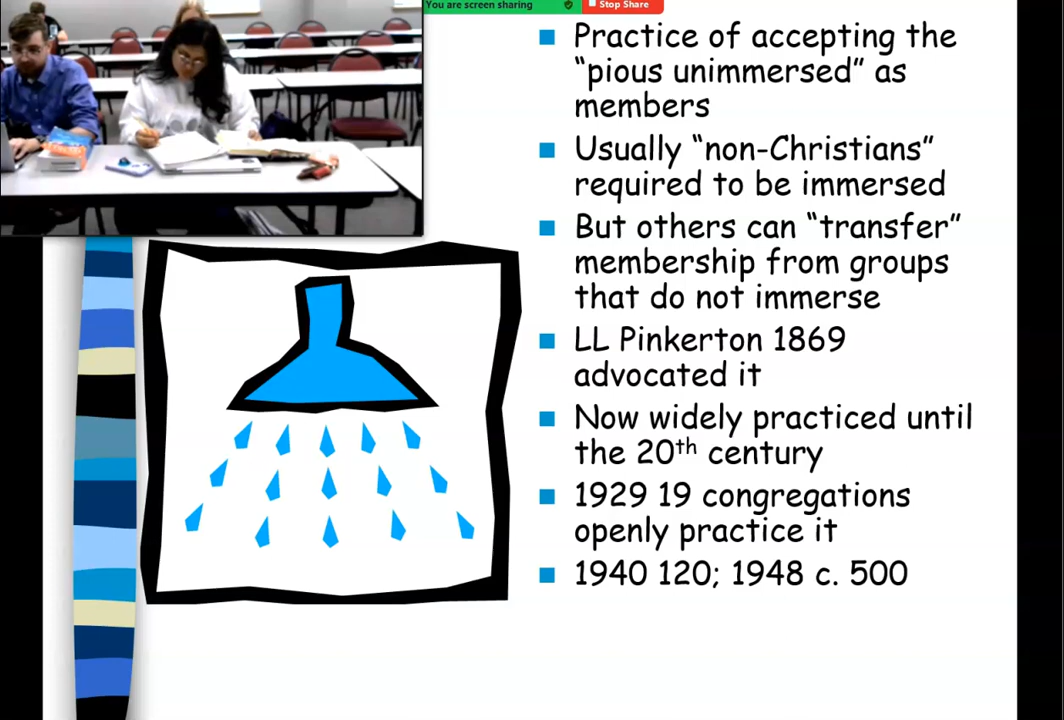 You are screen sharing
Stop Share
Practice of accepting the
“pious unimmersed” as
members
Usually “non-Christians”
required to be immersed
But others can “transfer”
membership from groups
that do not immerse
LL Pinkerton 1869
advocated it
Now widely practiced until
the 20th century
1929 19 congregations
openly practice it
1940 120; 1948 c. 500